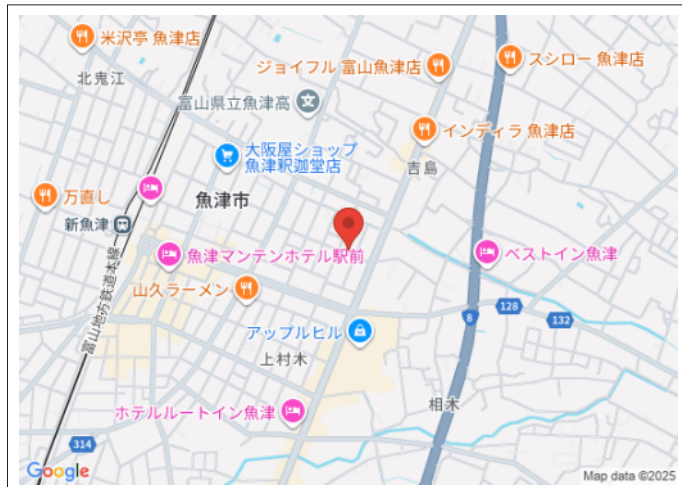 米沢亭 魚津店
北鬼江
ジョイフル 富山魚津店
スシロー 魚津店
富山県立魚津高
インディラ 魚津店
大阪屋ショップ
魚津釈迦堂店
吉島
万直し
魚津市
新魚津
魚津マンテンホテル駅前
ベストイン魚津
山久ラーメン
富山地方鉄道本線
128
8
132
アップルヒル
上村木
相木
ホテルルートイン魚津
314
Google
Map data ©2025